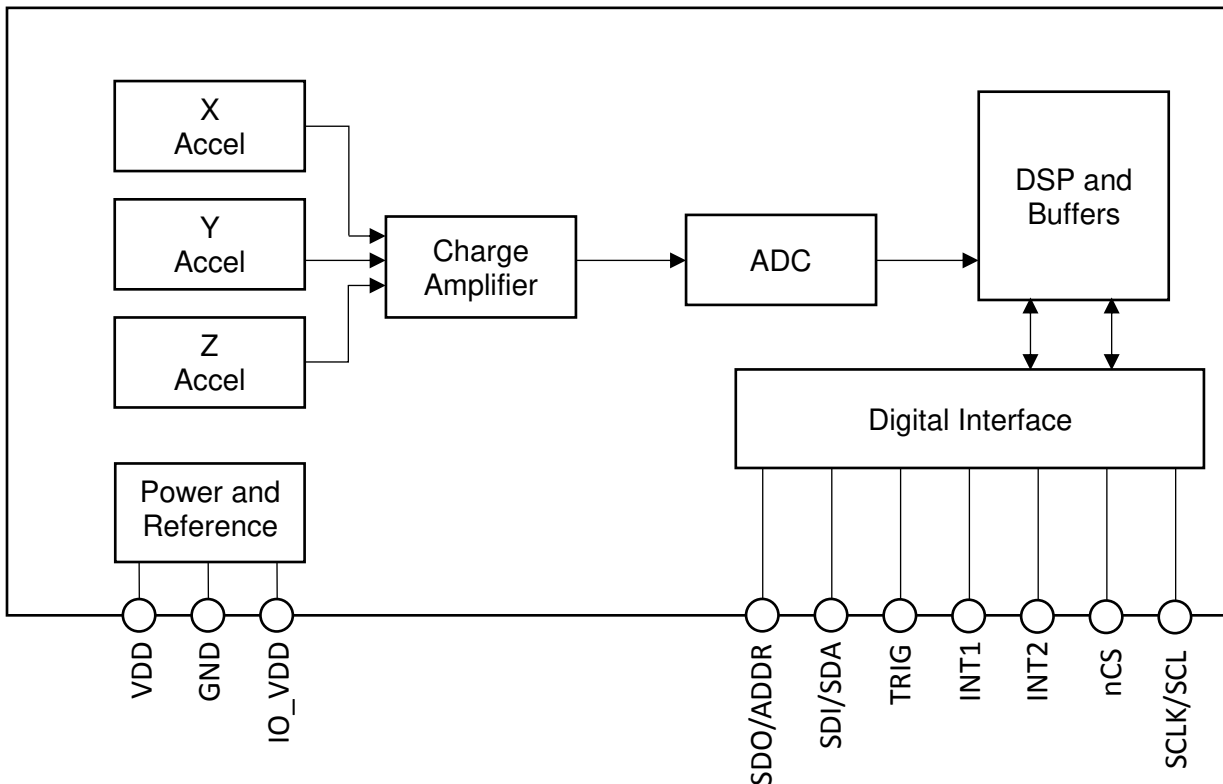 X
Accel
Y
Accel
Z
Accel
Charge
Amplifier
ADC
DSP and
Buffers
Digital Interface
Power and
Reference
VDD
GND
IO_VDD
SDO/ADDR
SDI/SDA
TRIG
INT1
INT2
nCS
SCLK/SCL